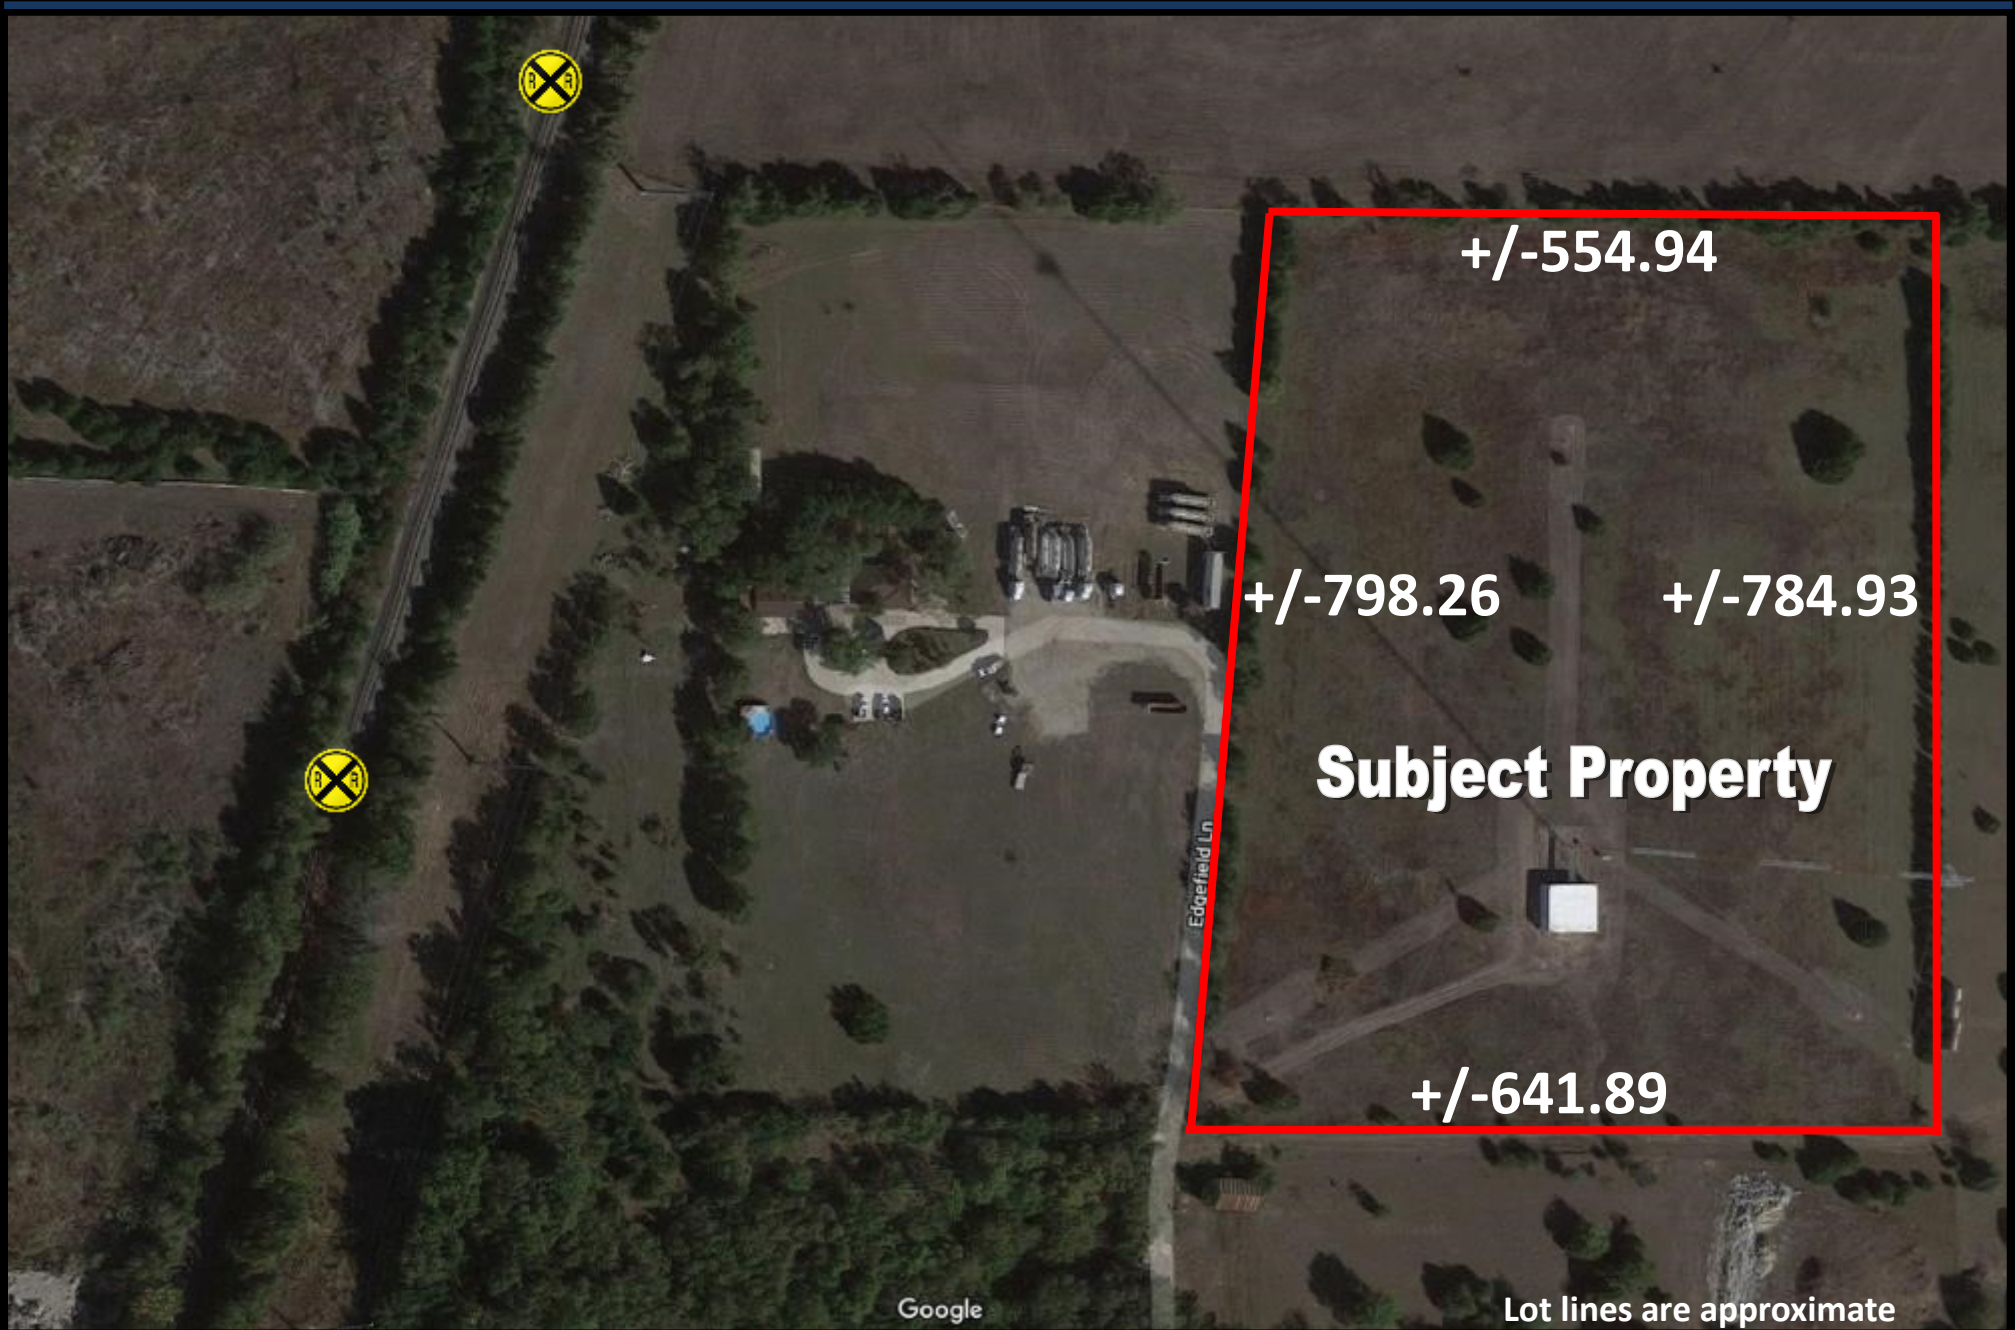 R R
+/-554.94
+/-798.26
+/-784.93
Subject Property
R R
Edgefield Ln
+/-641.89
Google
Lot lines are approximate